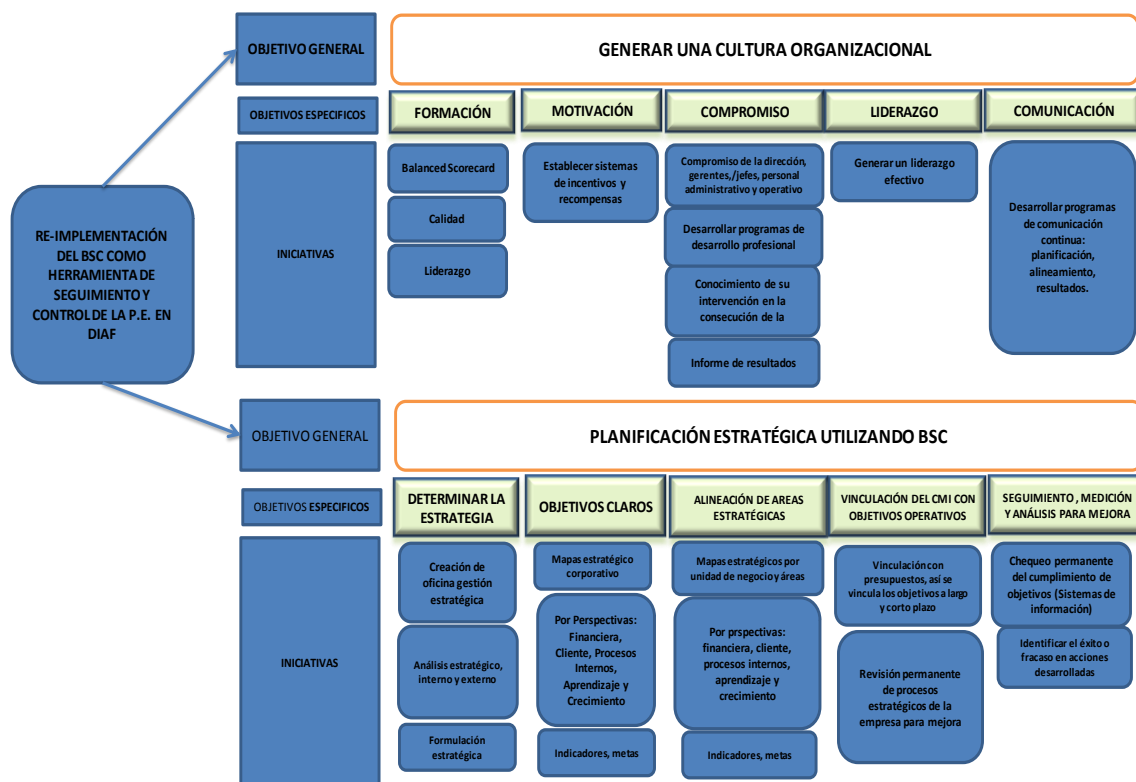 RE-IMPLEMENTACIÓN
DEL BSC COMO
HERRAMIENTA DE
SEGUIMIENTO Y
CONTROL DE LA P.E. EN
DIAF
OBJETIVO GENERAL
GENERAR UNA CULTURA ORGANIZACIONAL
OBJETIVOS ESPECIFICOS
FORMACIÓN
MOTIVACIÓN
COMPROMISO
LIDERAZGO
COMUNICACIÓN
INICIATIVAS
Balanced Scorecard
Calidad
Liderazgo
Establecer sistemas
de incentivos y
recompensas
Compromiso de la dirección,
gerentes,/jefes, personal
administrativo y operativo
Desarrollar programas de
desarrollo profesional
Conocimiento de su
intervención en la
consecución de la
Informe de resultados
Generar un liderazgo
efectivo
Desarrollar programas
de comunicación
continua:
planificación,
alineamiento,
resultados.
OBJETIVO GENERAL
PLANIFICACIÓN ESTRATÉGICA UTILIZANDO BSC
OBJETIVOS ESPECIFICOS
DETERMINAR LA
ESTRATEGIA
OBJETIVOS CLAROS
ALINEACIÓN DE AREAS
ESTRATÉGICAS
VINCULACIÓN DEL CMI CON
OBJETIVOS OPERATIVOS
SEGUIMIENTO , MEDICIÓN
Y ANÁLISIS PARA MEJORA
INICIATIVAS
Creación de
oficina gestión
estratégica
Análisis estratégico,
interno y externo
Formulación
estratégica
Mapas estratégico
corporativo
Por Perspectivas:
Financiera,
Cliente, Procesos
Internos,
Aprendizaje y
Crecimiento
Indicadores, metas
Mapas estratégicos por
unidad de negocio y áreas
Por prspectivas:
financiera, cliente,
procesos internos,
aprendizaje y
crecimiento
Indicadores, metas
Vinculación con
presupuestos, así se
vincula los objetivos a largo
y corto plazo
Revisión permanente
de procesos
estratégicos de la
empresa para mejora
Chequeo permanente
del cumplimiento de
objetivos (Sistemas de
información)
Identificar el éxito o
fracaso en acciones
desarrolladas